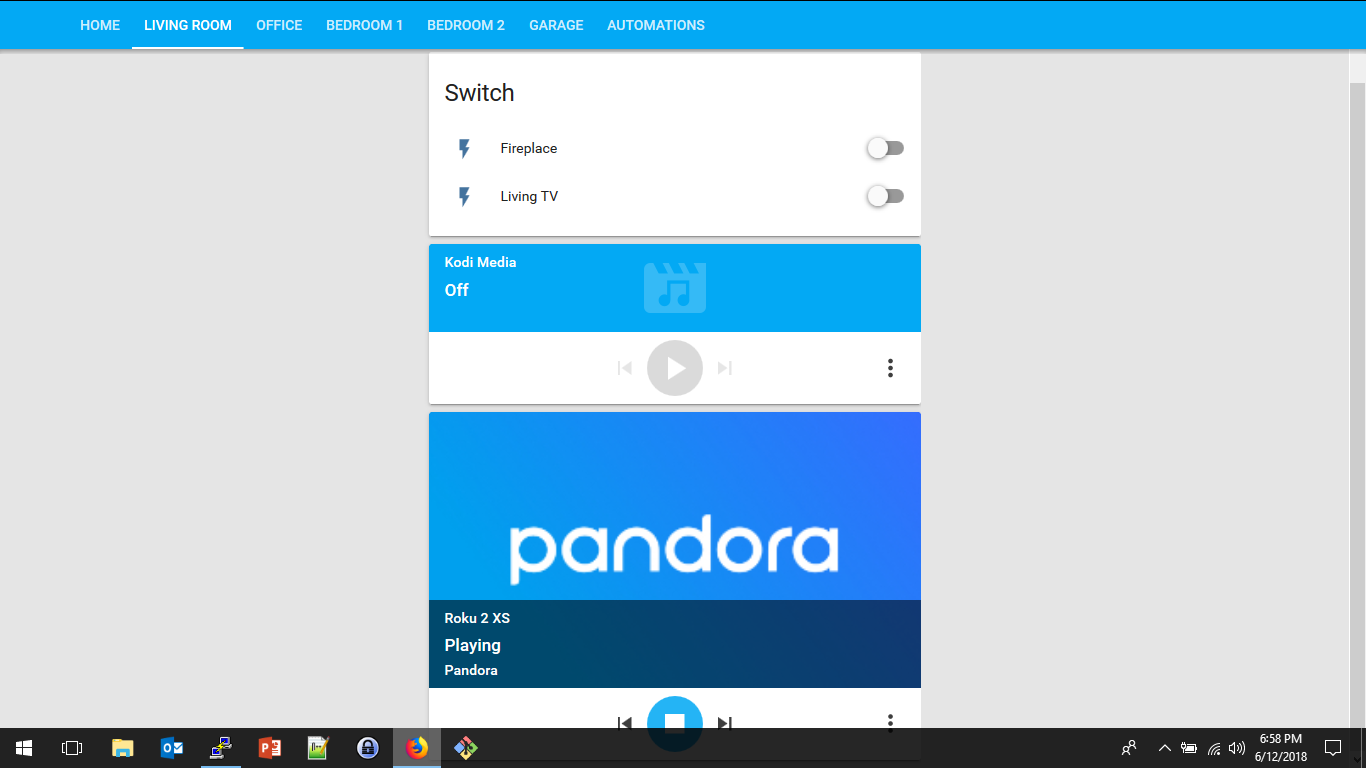 HOME LIVING ROOM OFFICE BEDROOM 1 BEDROOM 2 GARAGE AUTOMATIONS
Switch
Fireplace
Living TV
Kodi Media
Off
pandora
Roku 2 XS
Playing
Pandora
6:58 PM
6/12/2018